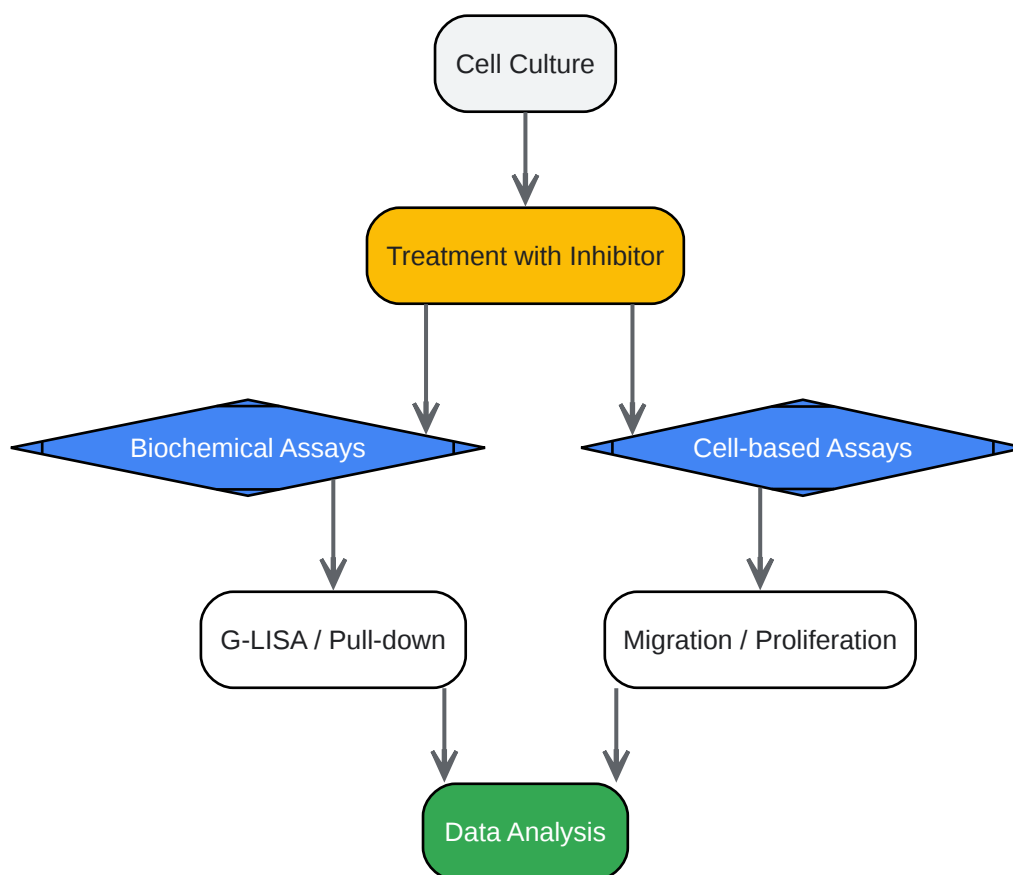 Cell Culture
Treatment with Inhibitor
Biochemical Assays
Cell-based Assays
G-LISA / Pull-down
Migration / Proliferation
Data Analysis